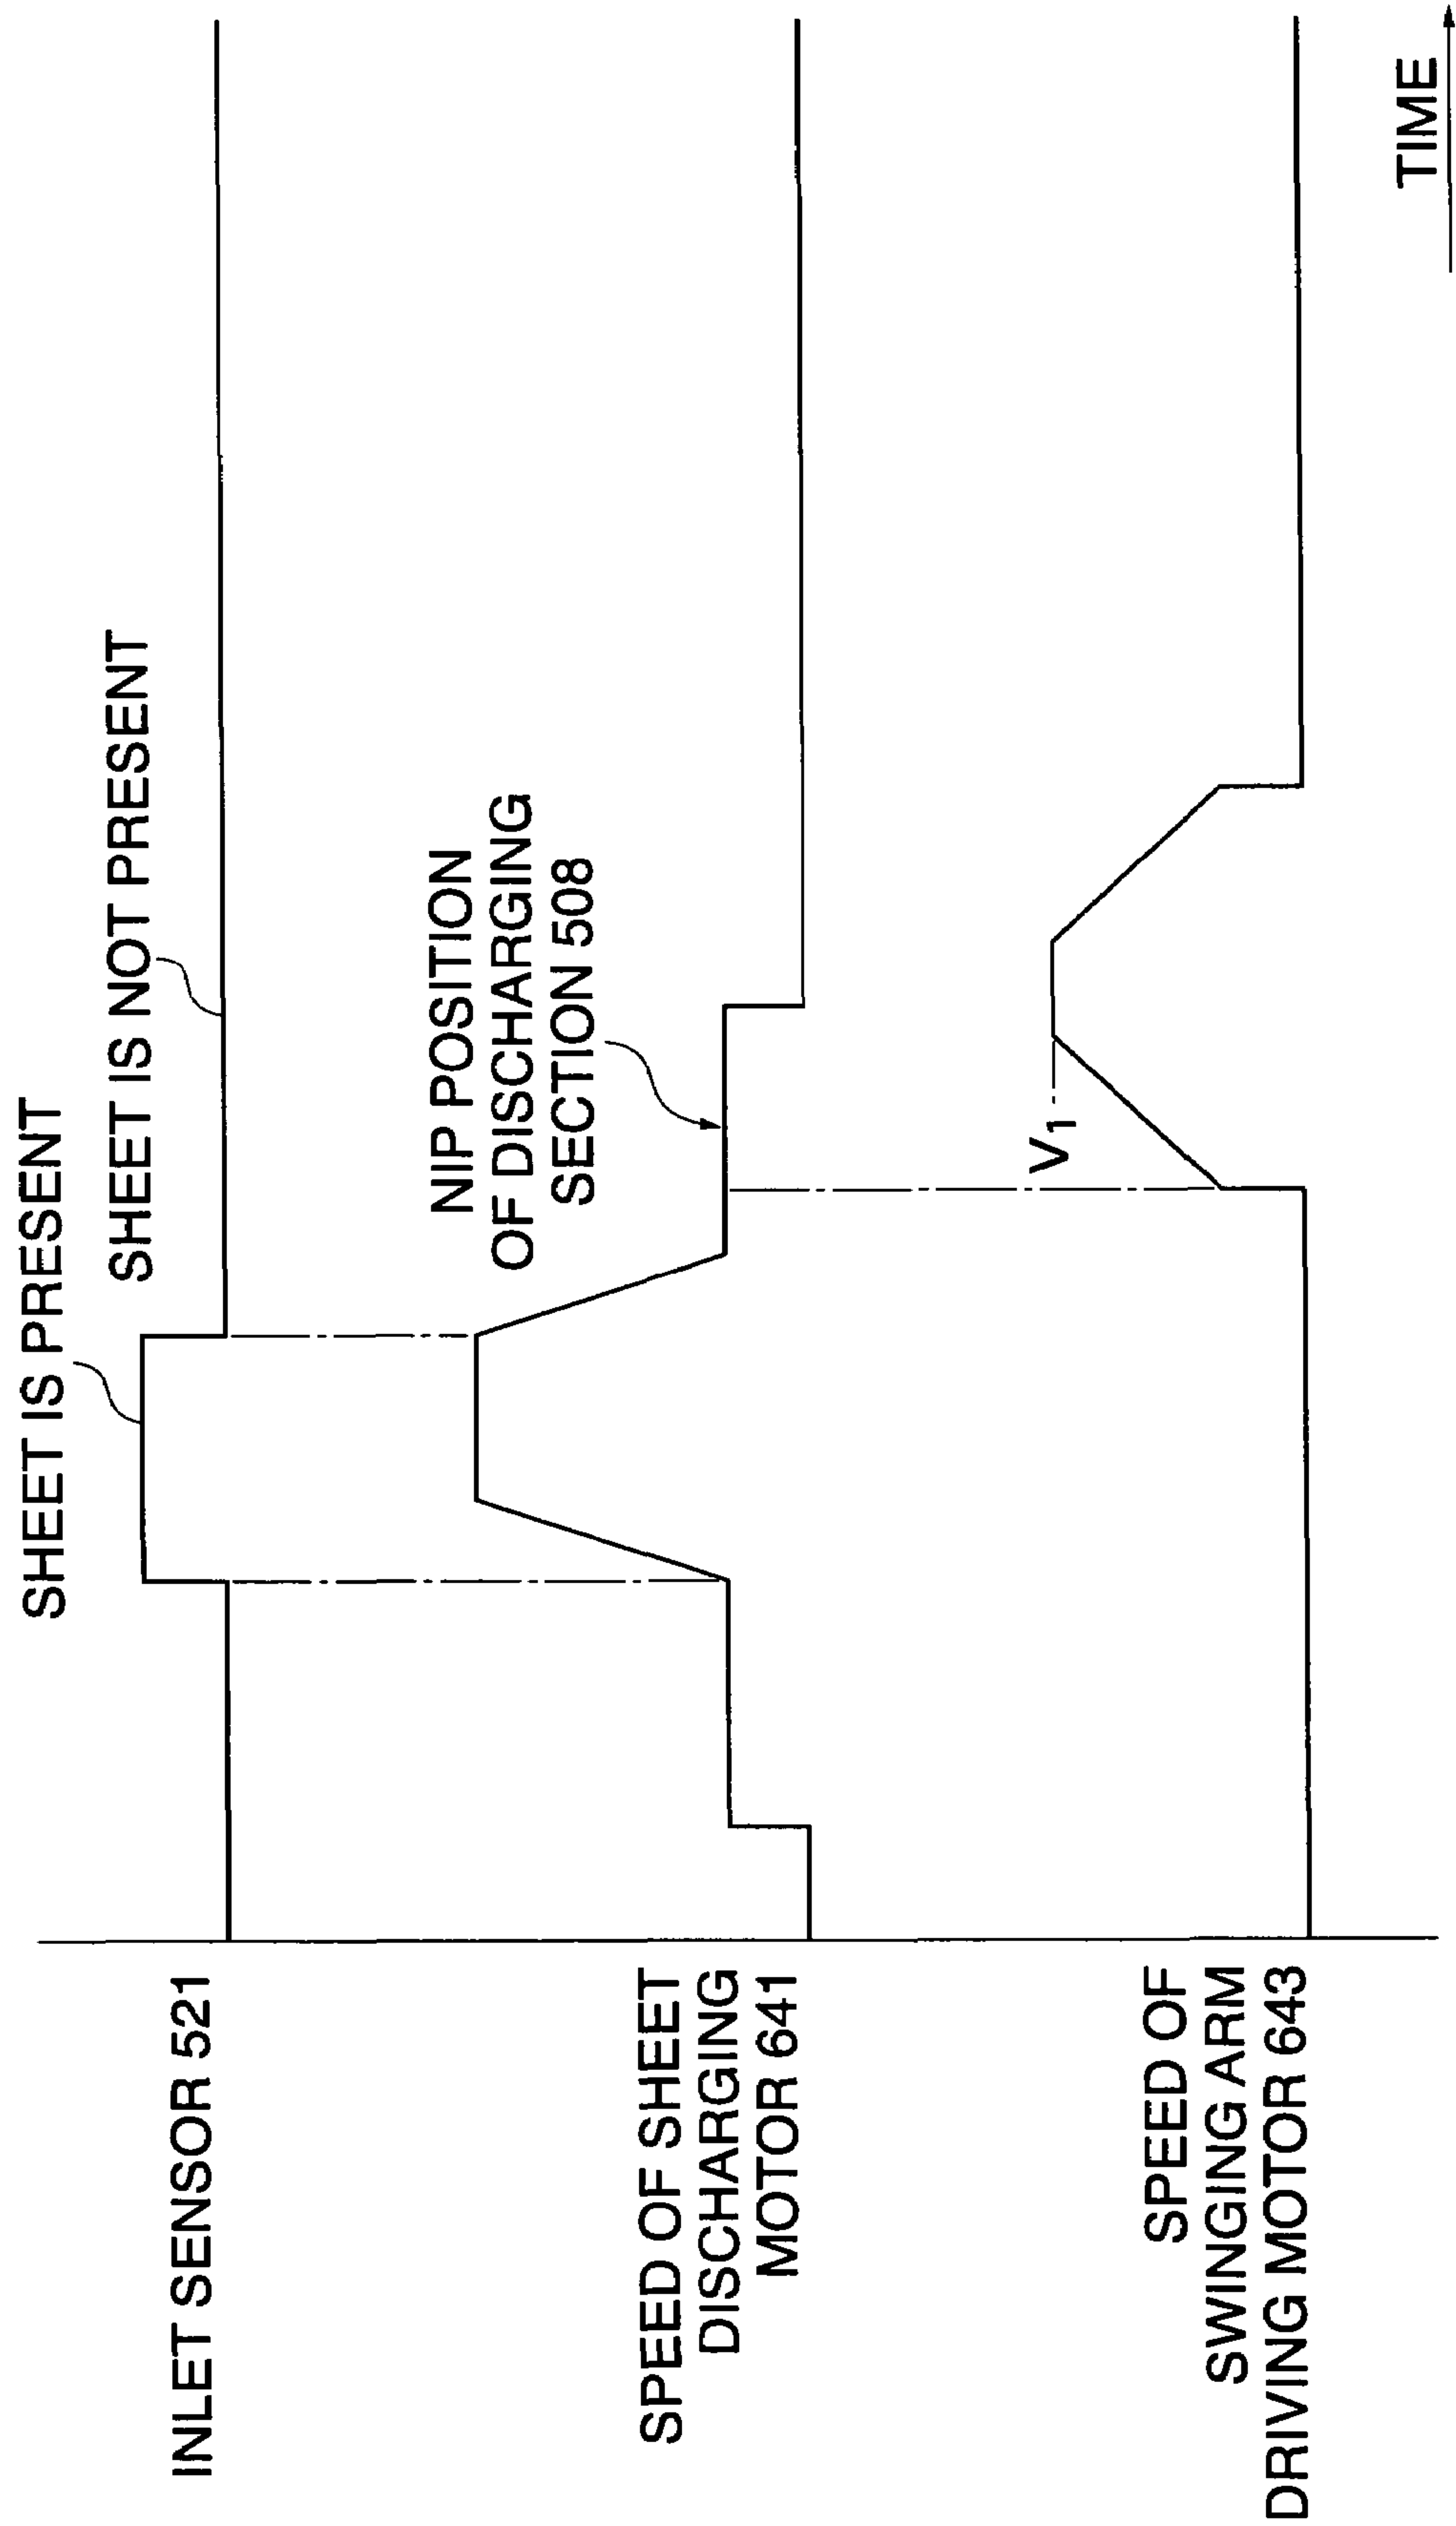 SHEET IS PRESENT
SHEET IS NOT PRESENT
INLET SENSOR 521
NIP POSITION
OF DISCHARGING
SECTION 508
SPEED OF SHEET
DISCHARGING
MOTOR 641
V1
SPEED OF
SWINGING ARM
DRIVING MOTOR 643
TIME